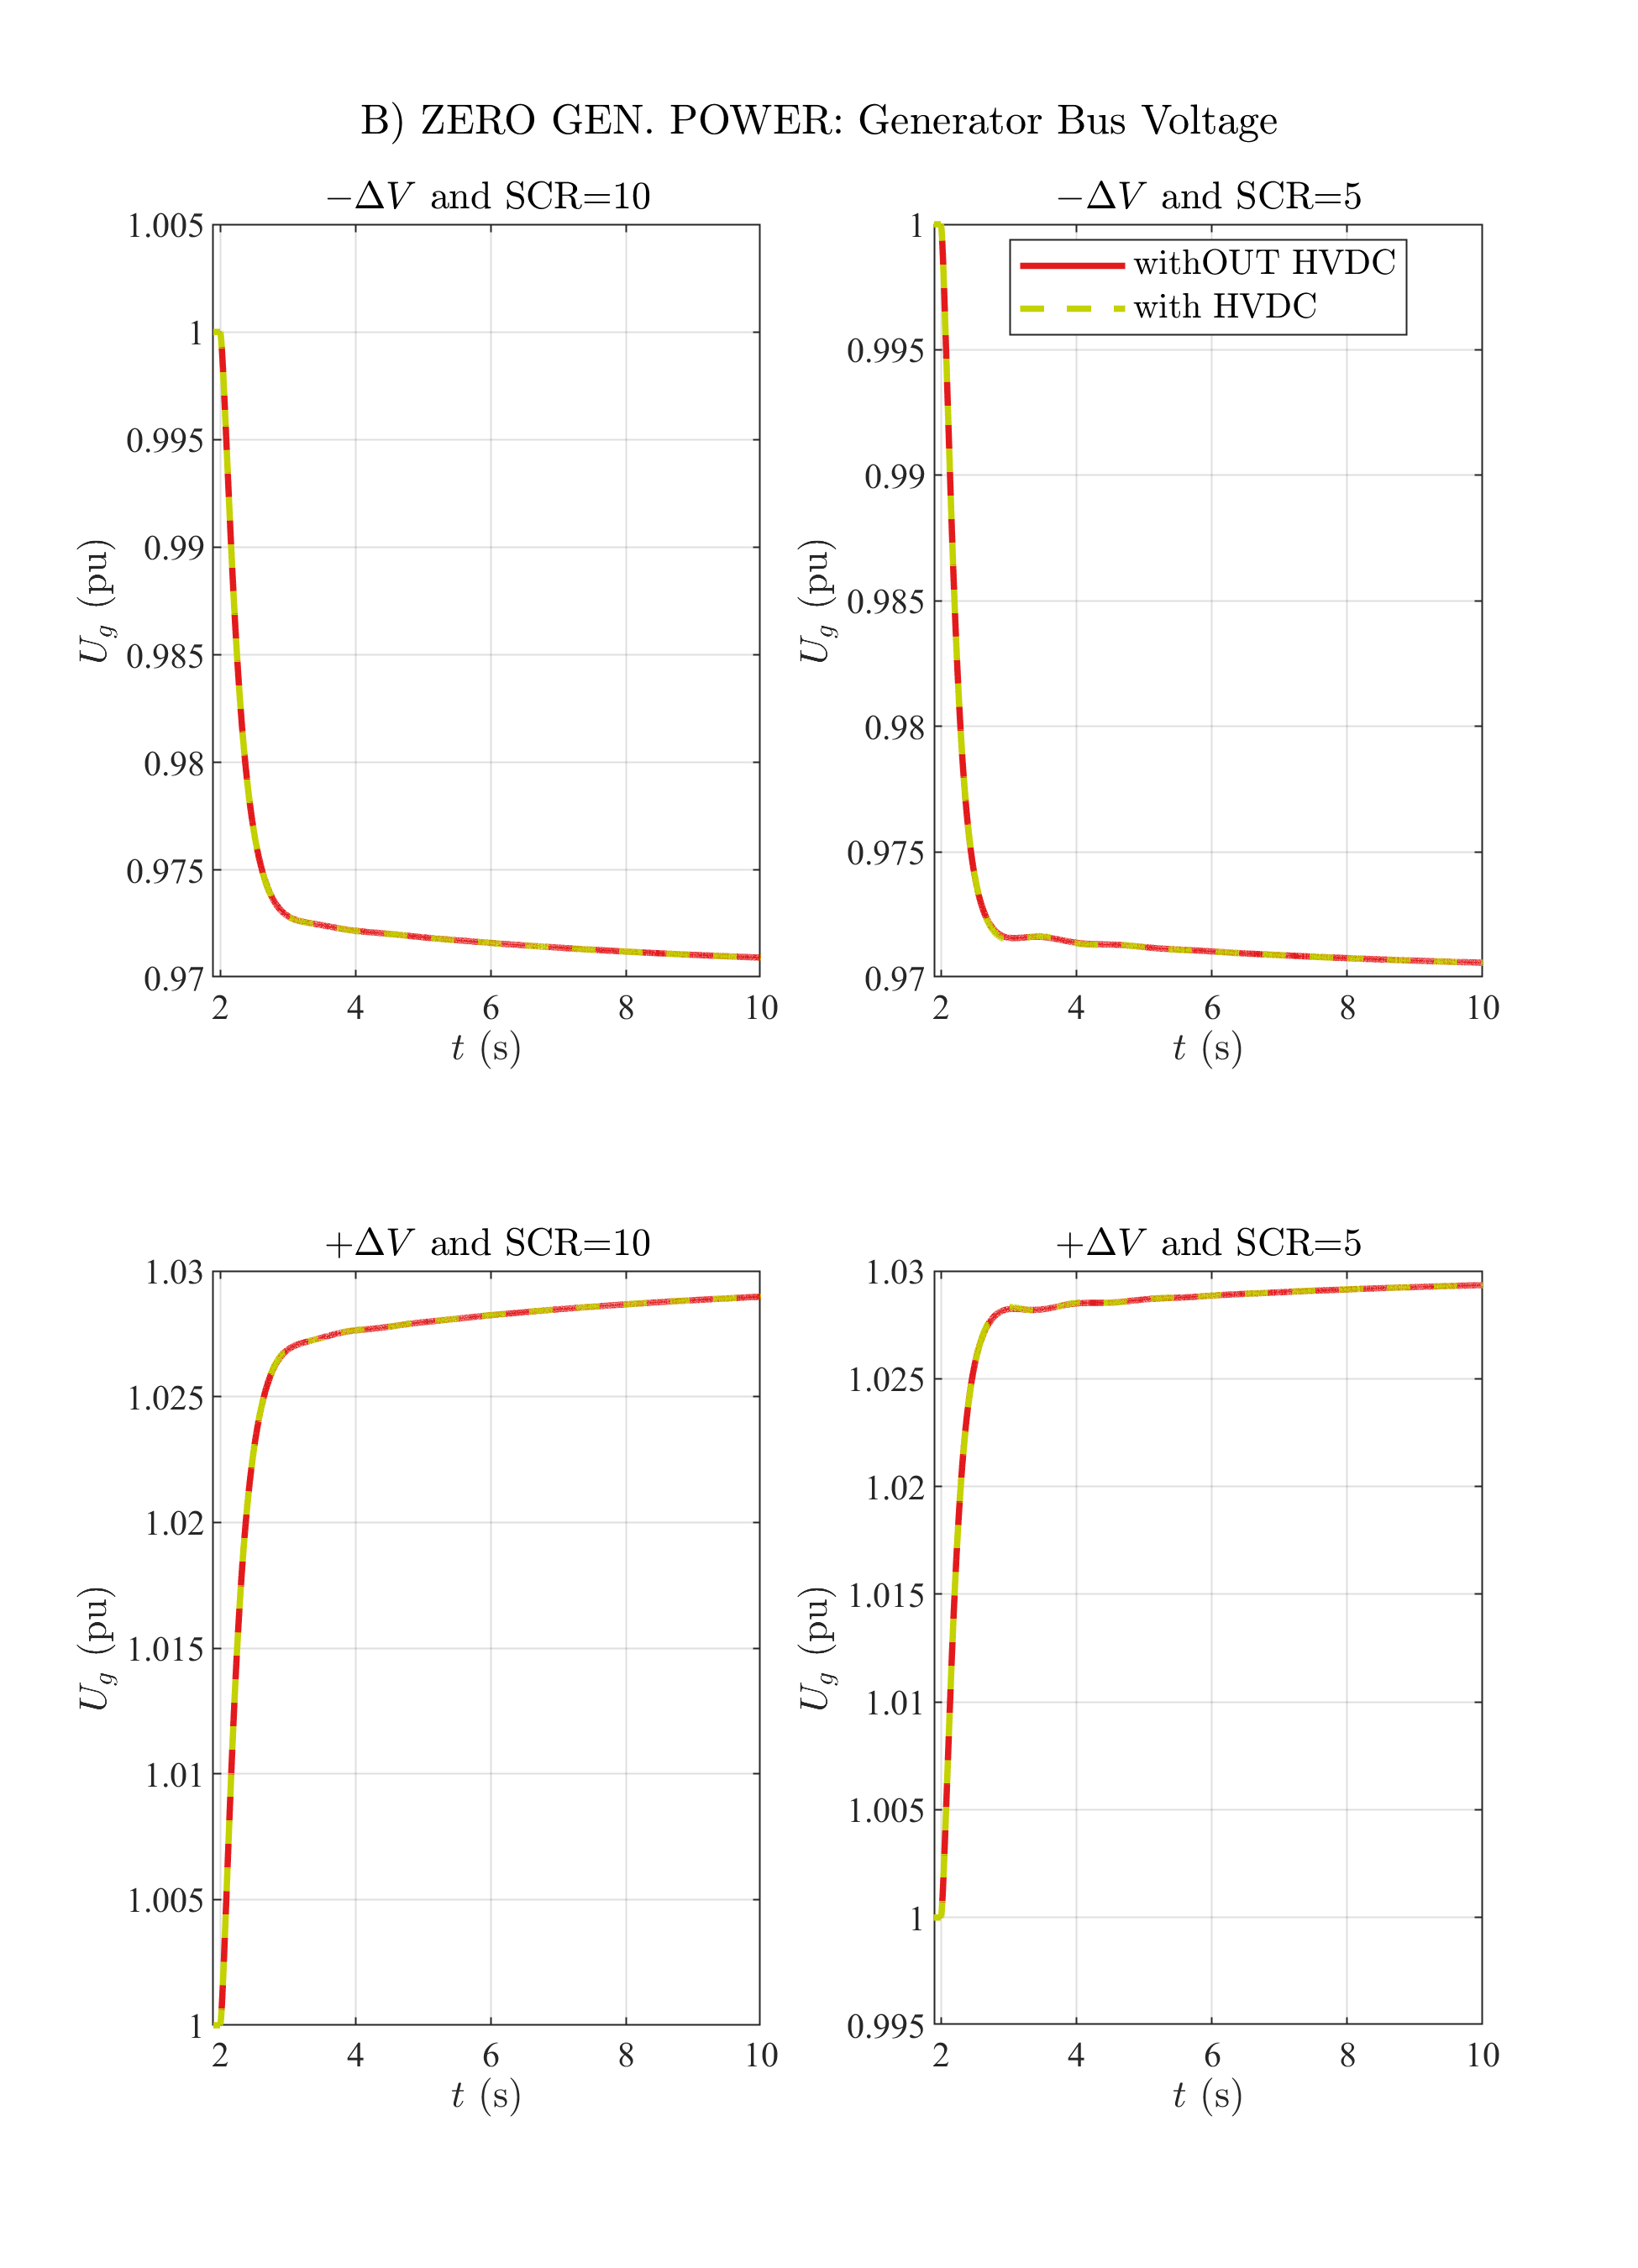 B) ZERO GEN. POWER: Generator Bus Voltage
−ΔV and SCR=10
1.005
1
0.995
0.99
0.985
0.98
0.975
0.97
U_g (pu)
2 4 6 8 10
t (s)
−ΔV and SCR=5
withOUT HVDC
with HVDC
1
0.995
0.99
0.985
0.98
0.975
0.97
U_g (pu)
2 4 6 8 10
t (s)
+ΔV and SCR=10
1.03
1.025
1.02
1.015
1.01
1.005
1
U_g (pu)
2 4 6 8 10
t (s)
+ΔV and SCR=5
1.03
1.025
1.02
1.015
1.01
1.005
1
0.995
U_g (pu)
2 4 6 8 10
t (s)